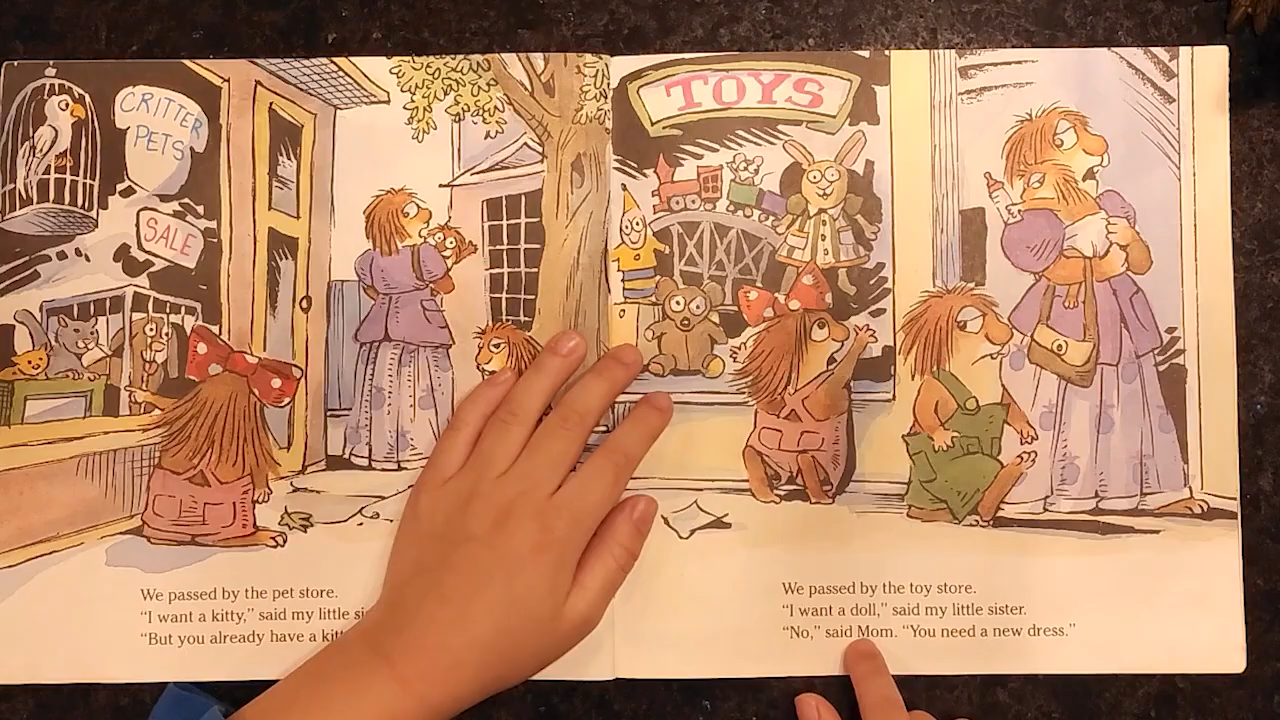 CRITTER
PETS
SALE
We passed by the pet store.
“I want a kitty,” said my little
“But you already have a
TOYS
We passed by the toy store.
“I want a doll,” said my little sister.
“No,” said Mom. “You need a new dress.”